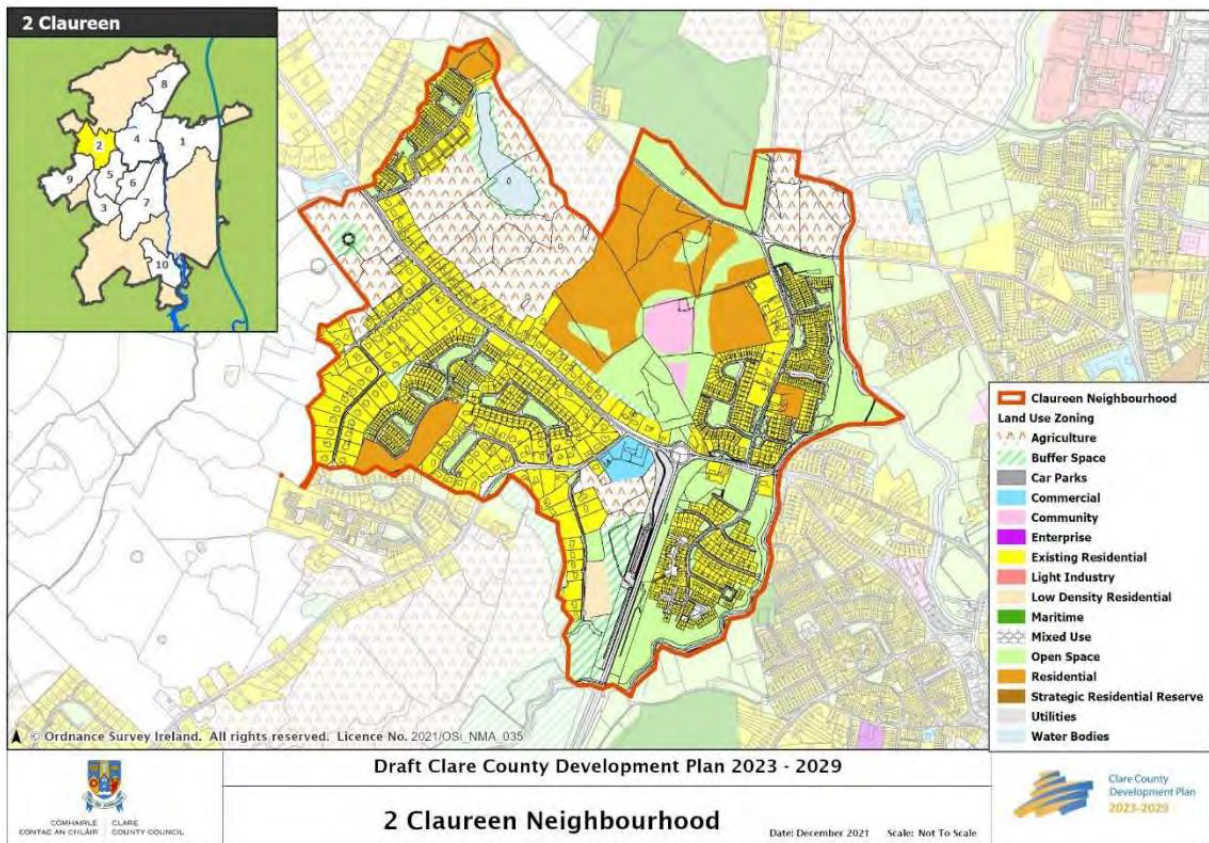 2 Claureen
8
4
1
2
9
5
6
3
7
10
Claureen Neighbourhood
Land Use Zoning
Agriculture
Buffer Space
Car Parks
Commercial
Community
Enterprise
Existing Residential
Light Industry
Low Density Residential
Maritime
Mixed Use
Open Space
Residential
Strategic Residential Reserve
Utilities
Water Bodies
© Ordnance Survey Ireland. All rights reserved. Licence No. 2021/OSi_NMA_035
Draft Clare County Development Plan 2023 - 2029
COMHAIRLE CLARE
CONTAE AN CHLÁIR COUNTY COUNCIL
2 Claureen Neighbourhood
Date: December 2021 Scale: Not To Scale
Clare County
Development Plan
2023-2029